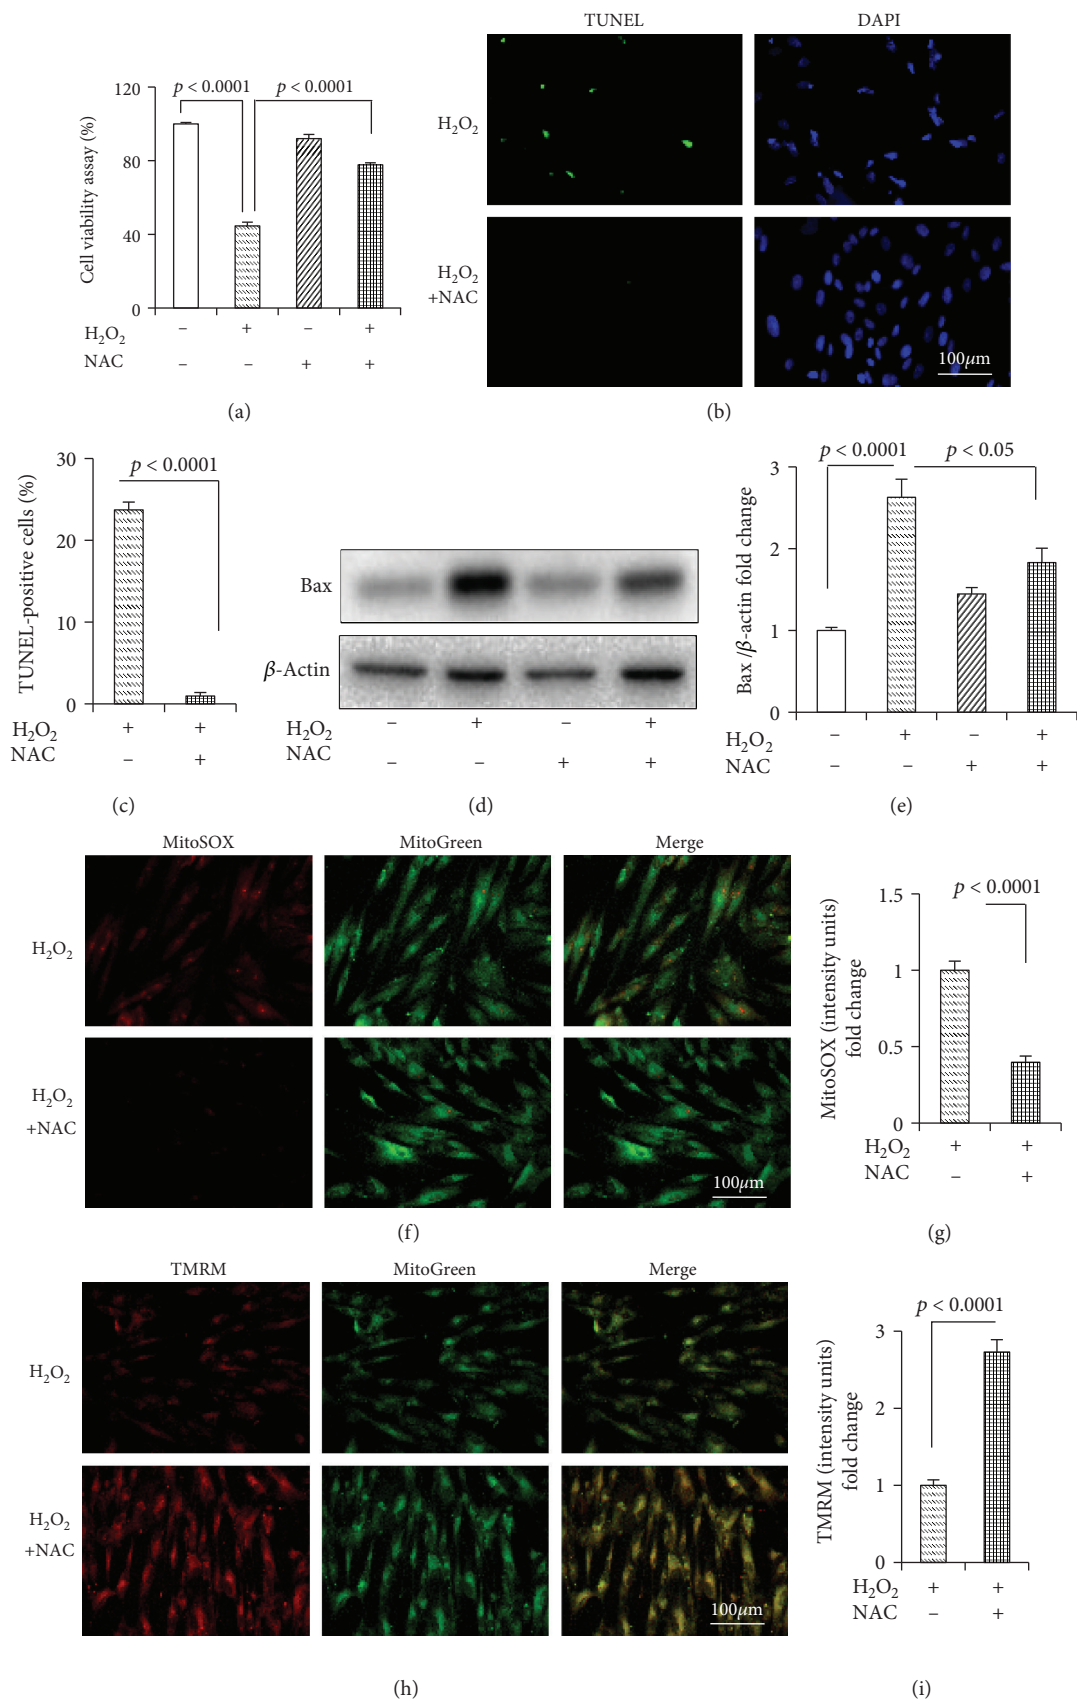 TUNEL DAPI
p < 0.0001 p < 0.0001
Cell viability assay (%)
120
80
40
0
H₂O₂ – + – +
NAC – – + +
(a)
H₂O₂
H₂O₂
+NAC
100μm
(b)
TUNEL-positive cells (%)
30
20
10
0
p < 0.0001
H₂O₂ + +
NAC – +
(c)
Bax
β-Actin
H₂O₂ – + – +
NAC – – + +
(d)
p < 0.0001 p < 0.05
Bax /β-actin fold change
3
2
1
0
H₂O₂ – + – +
NAC – – + +
(e)
MitoSOX MitoGreen Merge
H₂O₂
H₂O₂
+NAC
100μm
(f)
MitoSOX (intensity units)
fold change
p < 0.0001
1.5
1
0.5
0
H₂O₂ + +
NAC – +
(g)
TMRM MitoGreen Merge
H₂O₂
H₂O₂
+NAC
100μm
(h)
TMRM (intensity units)
fold change
p < 0.0001
3
2
1
0
H₂O₂ + +
NAC – +
(i)